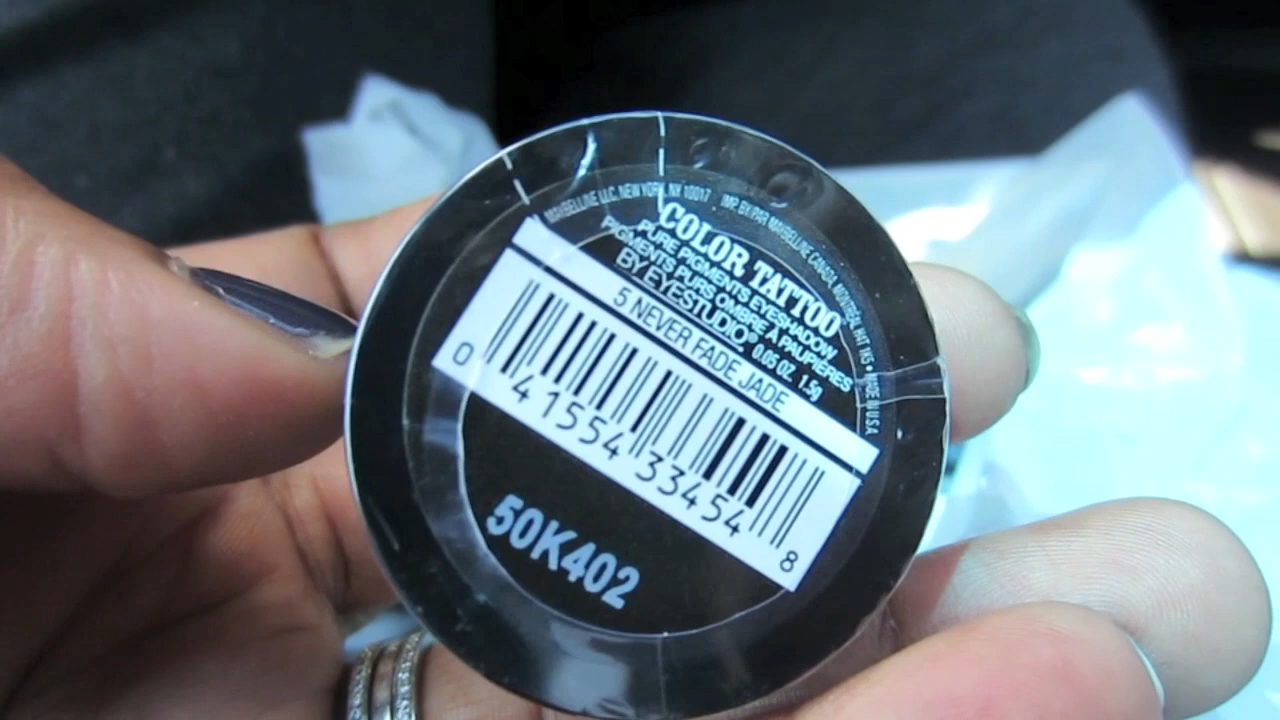 MAYBELLINE LLC, NEW YORK, NY 10017 IMP. BY/PAR MAYBELLINE CANADA, MONTRÉAL H4T 1K5 • MADE IN U.S.A.
COLOR TATTOO
PURE PIGMENTS EYESHADOW
PIGMENTS PURS OMBRE À PAUPIÈRES
BY EYESTUDIO® 0.05 OZ. 1.5g
5 NEVER FADE JADE
0 41554 33454 8
50K402